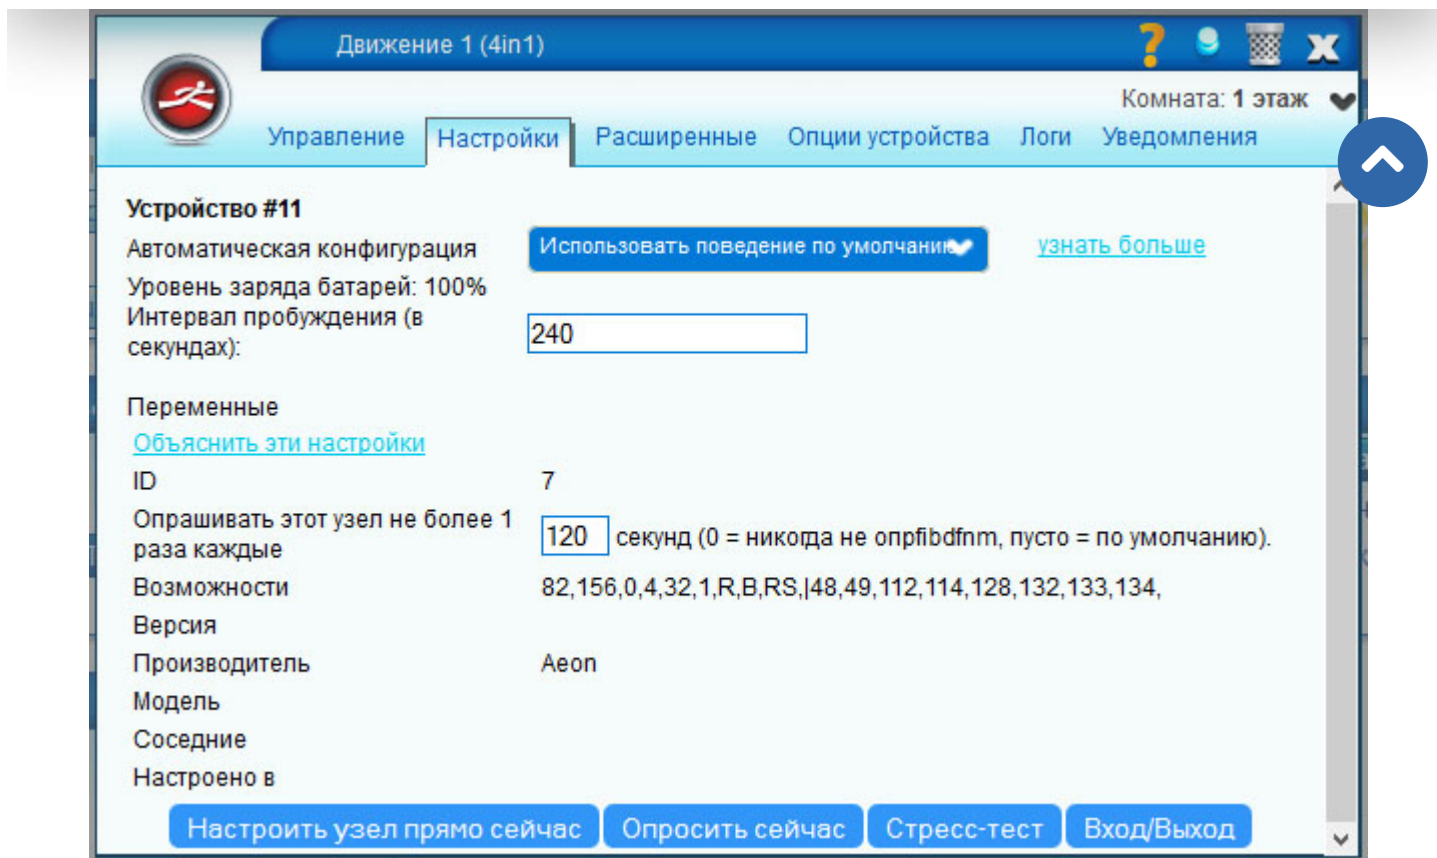 Движение 1 (4in1)
Комната: 1 этаж
Управление Настройки Расширенные Опции устройства Логи Уведомления
Устройство #11
Автоматическая конфигурация Использовать поведение по умолчанию узнать больше
Уровень заряда батарей: 100%
Интервал пробуждения (в
секундах): 240
Переменные
Объяснить эти настройки
ID 7
Опрашивать этот узел не более 1
раза каждые 120 секунд (0 = никогда не опрfibdfnm, пусто = по умолчанию).
Возможности 82,156,0,4,32,1,R,B,RS,|48,49,112,114,128,132,133,134,
Версия
Производитель Aeon
Модель
Соседние
Настроено в
Настроить узел прямо сейчас Опросить сейчас Стресс-тест Вход/Выход